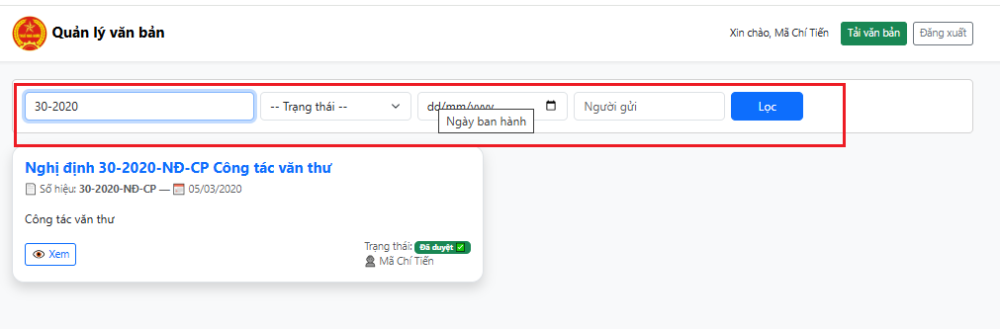 Quản lý văn bản
Xin chào, Mã Chí Tiến
Tải văn bản
Đăng xuất
30-2020
-- Trạng thái --
dd/mm/yyyy
Người gửi
Lọc
Ngày ban hành
Nghị định 30-2020-NĐ-CP Công tác văn thư
Số hiệu: 30-2020-NĐ-CP — 05/03/2020
Công tác văn thư
Xem
Trạng thái: Đã duyệt
Mã Chí Tiến